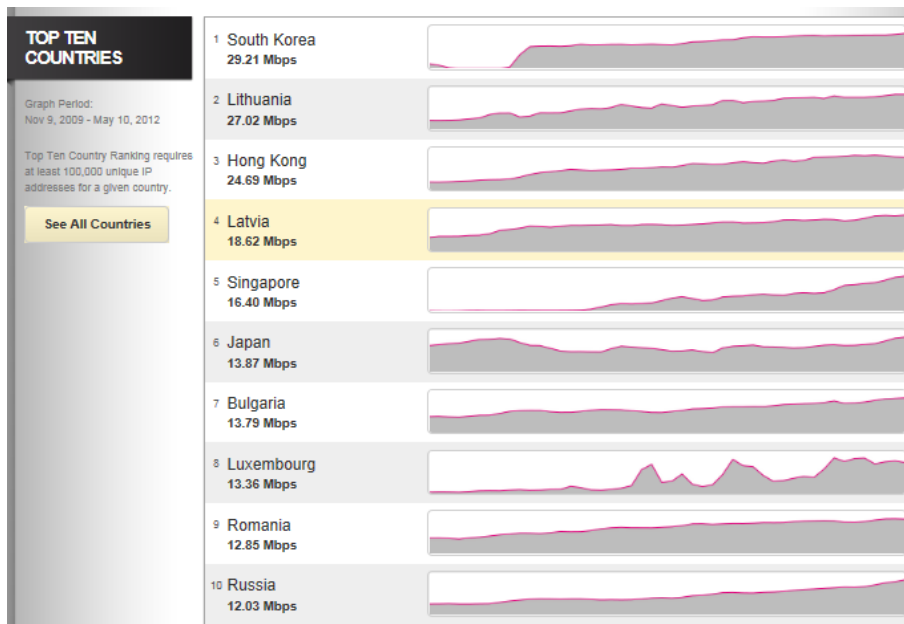 TOP TEN
COUNTRIES
Graph Period:
Nov 9, 2009 - May 10, 2012
Top Ten Country Ranking requires
at least 100,000 unique IP
addresses for a given country.
See All Countries
1 South Korea
29.21 Mbps
2 Lithuania
27.02 Mbps
3 Hong Kong
24.69 Mbps
4 Latvia
18.62 Mbps
5 Singapore
16.40 Mbps
6 Japan
13.87 Mbps
7 Bulgaria
13.79 Mbps
8 Luxembourg
13.36 Mbps
9 Romania
12.85 Mbps
10 Russia
12.03 Mbps